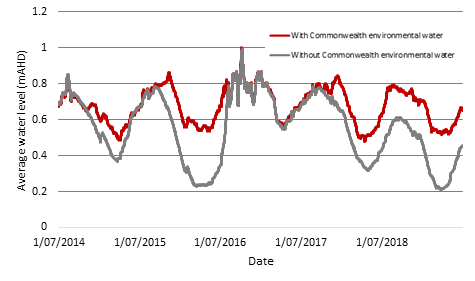 1.2
With Commonwealth environmental water
1
Without Commonwealth environmental water
0.8
0.6
0.4
0.2
0
Average water level (mAHD)
1/07/2014 1/07/2015 1/07/2016 1/07/2017 1/07/2018
Date